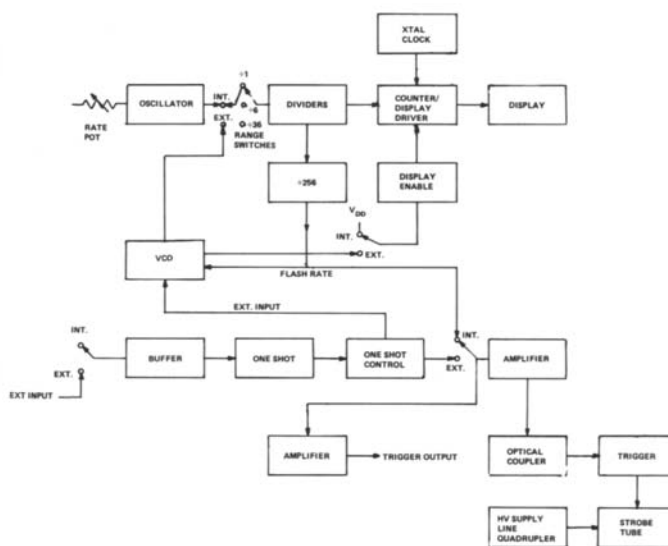 XTAL
CLOCK
÷1
OSCILLATOR
INT.
÷6
DIVIDERS
COUNTER/
DISPLAY
DRIVER
DISPLAY
RATE
POT
EXT.
÷36
RANGE
SWITCHES
÷256
DISPLAY
ENABLE
VDD
INT.
VCO
EXT.
FLASH RATE
EXT. INPUT
INT.
BUFFER
ONE SHOT
ONE SHOT
CONTROL
INT.
EXT.
AMPLIFIER
EXT.
EXT INPUT
AMPLIFIER
TRIGGER OUTPUT
OPTICAL
COUPLER
TRIGGER
HV SUPPLY
LINE
QUADRUPLER
STROBE
TUBE